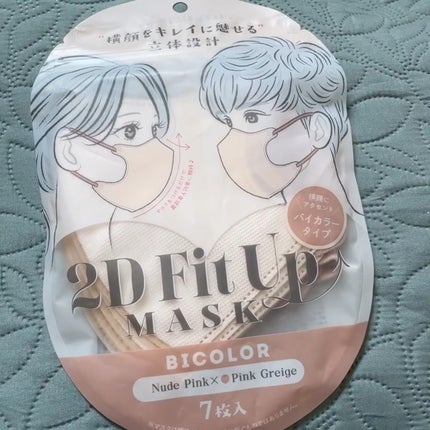 "横顔をキレイに魅せる"
立体設計
横顔に
アクセント
バイカラー
タイプ
2D Fit Up
MASK
BICOLOR
Nude Pink×Pink Greige
7枚入